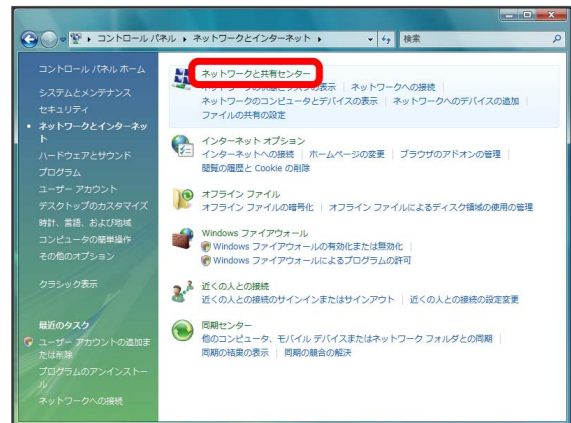 コントロール パネル ▸ ネットワークとインターネット ▸
検索
コントロール パネル ホーム
システムとメンテナンス
セキュリティ
• ネットワークとインターネッ
ト
ハードウェアとサウンド
プログラム
ユーザー アカウント
デスクトップのカスタマイズ
時計、言語、および地域
コンピュータの簡単操作
その他のオプション
クラシック表示
最近のタスク
ユーザー アカウントの追加ま
たは削除
プログラムのアンインストー
ル
ネットワークへの接続
ネットワークと共有センター
ネットワークの状態とタスクの表示 | ネットワークへの接続 |
ネットワークのコンピュータとデバイスの表示 | ネットワークへのデバイスの追加 |
ファイルの共有の設定
インターネット オプション
インターネットへの接続 | ホームページの変更 | ブラウザのアドオンの管理 |
閲覧の履歴と Cookie の削除
オフライン ファイル
オフライン ファイルの暗号化 | オフライン ファイルによるディスク領域の使用の管理
Windows ファイアウォール
Windows ファイアウォールの有効化または無効化 |
Windows ファイアウォールによるプログラムの許可
近くの人との接続
近くの人との接続のサインインまたはサインアウト | 近くの人との接続の設定変更
同期センター
他のコンピュータ、モバイル デバイスまたはネットワーク フォルダとの同期 |
同期の結果の表示 | 同期の競合の解決